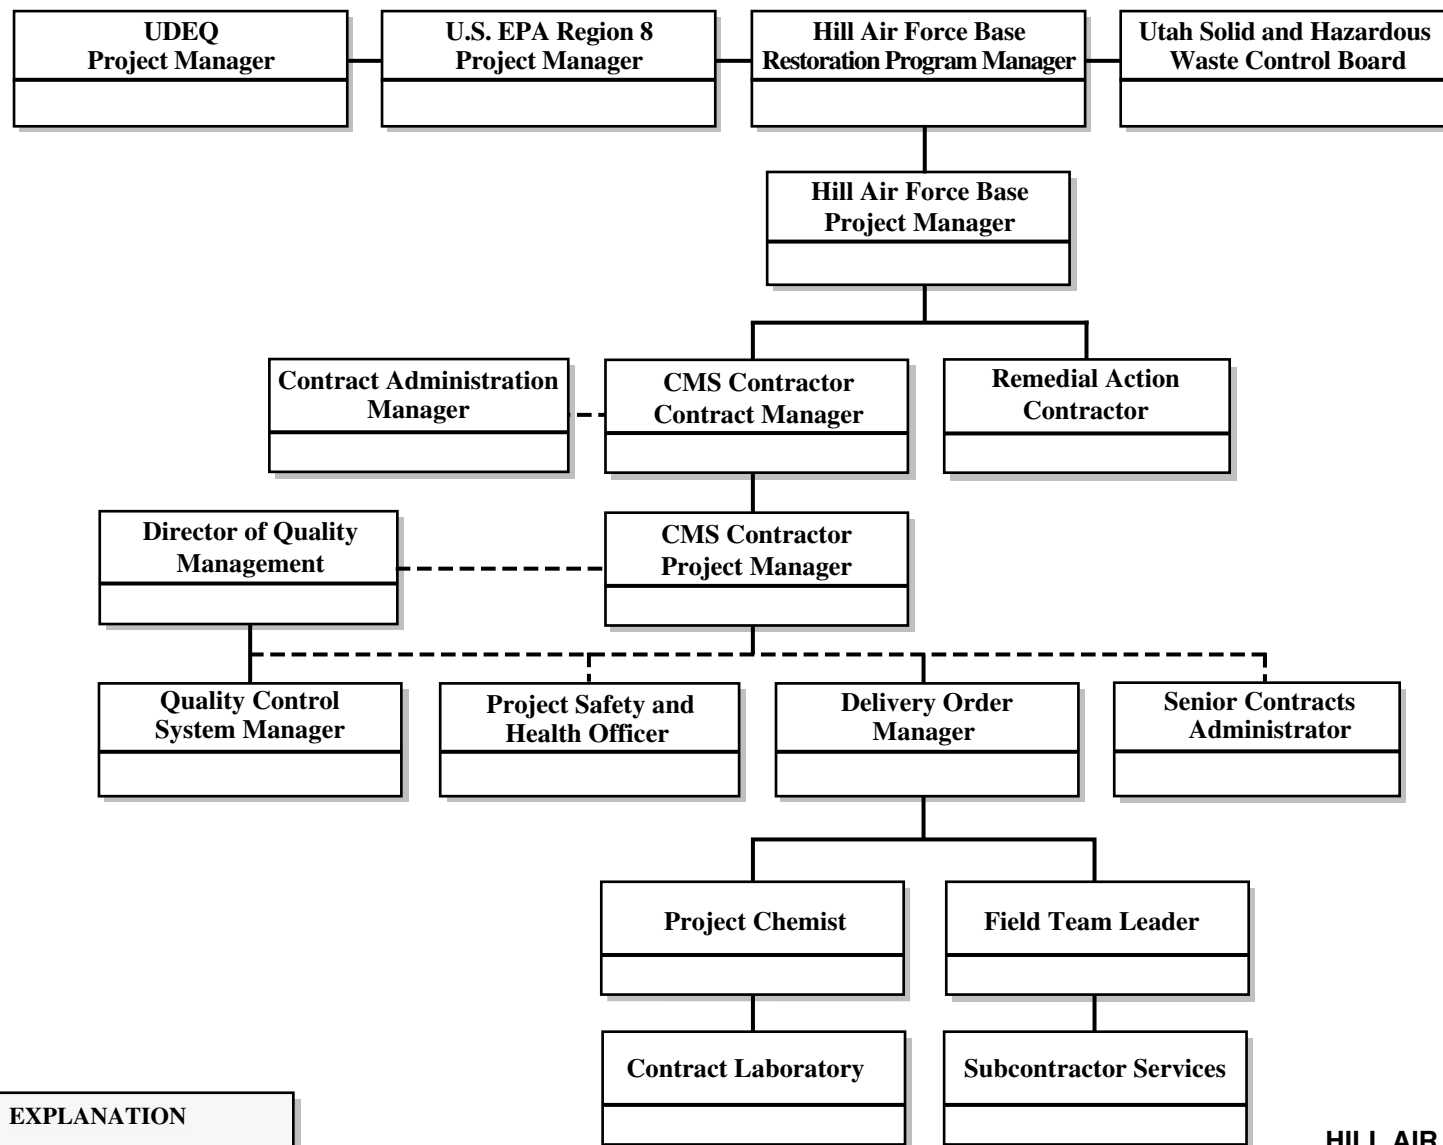 UDEQ
Project Manager
U.S. EPA Region 8
Project Manager
Hill Air Force Base
Restoration Program Manager
Utah Solid and Hazardous
Waste Control Board
Hill Air Force Base
Project Manager
Contract Administration
Manager
CMS Contractor
Contract Manager
Remedial Action
Contractor
Director of Quality
Management
CMS Contractor
Project Manager
Quality Control
System Manager
Project Safety and
Health Officer
Delivery Order
Manager
Senior Contracts
Administrator
Project Chemist
Field Team Leader
Contract Laboratory
Subcontractor Services
EXPLANATION
HILL AIR